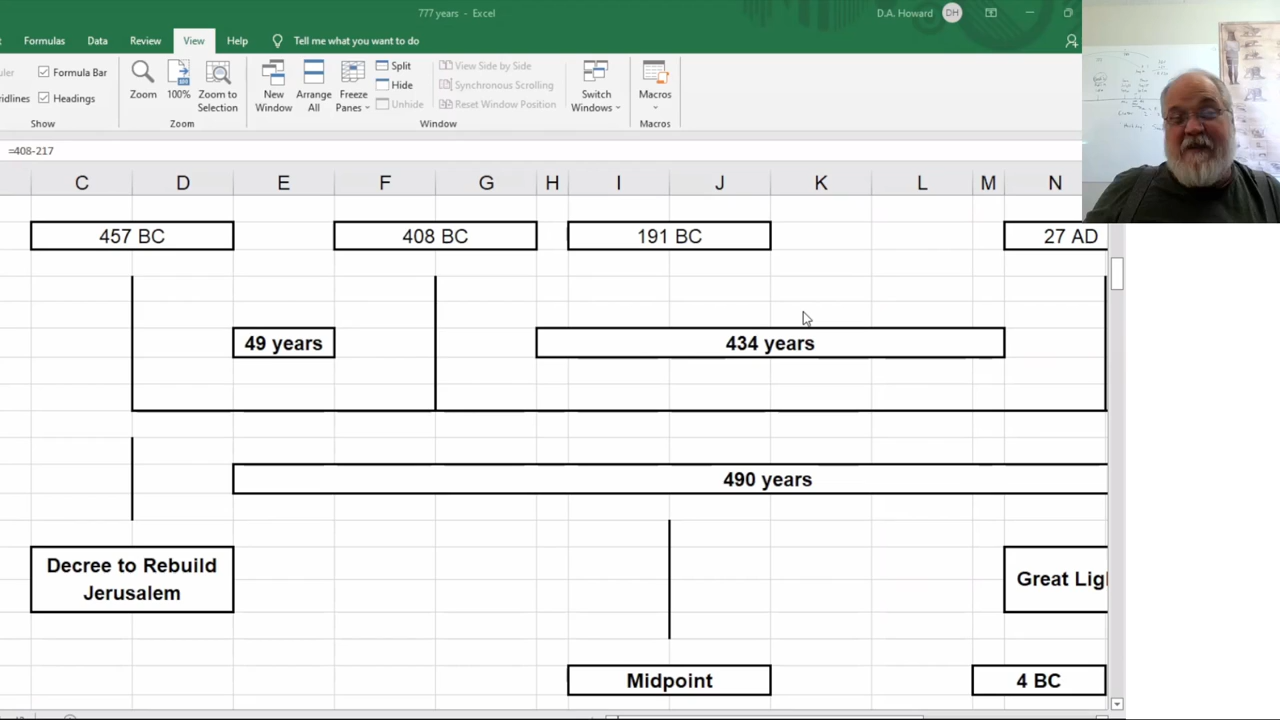 777 years - Excel
D.A. Howard
DH
Formulas Data Review View Help Tell me what you want to do
Formula Bar
Headings
Show
Zoom
100%
Zoom to
Selection
Zoom
New
Window
Arrange
All
Freeze
Panes
Split
Hide
Unhide
View Side by Side
Synchronous Scrolling
Reset Window Position
Window
Switch
Windows
Macros
Macros
=408-217
C D E F G H I J K L M N
457 BC 408 BC 191 BC 27 AD
49 years 434 years
490 years
Decree to Rebuild
Jerusalem
Great Lig
Midpoint 4 BC